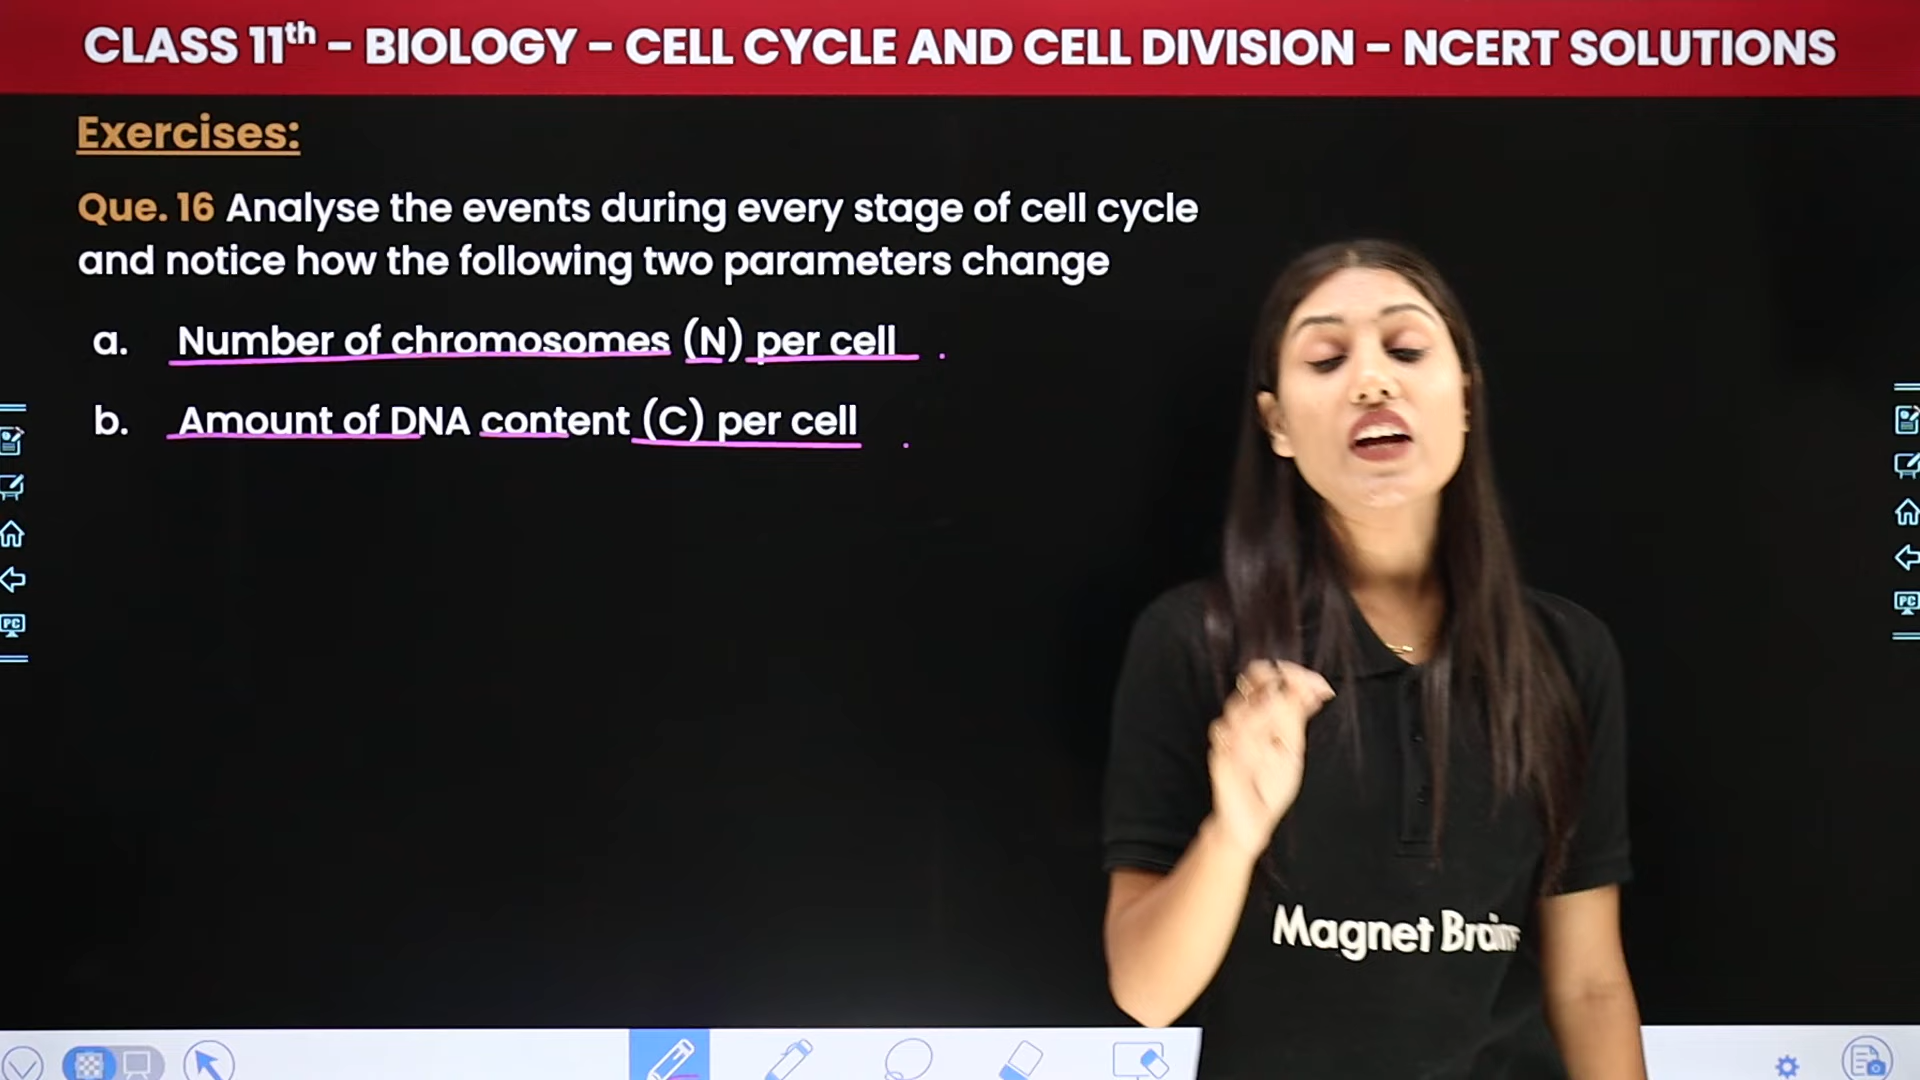 CLASS 11th – BIOLOGY – CELL CYCLE AND CELL DIVISION – NCERT SOLUTIONS
Exercises:
Que. 16 Analyse the events during every stage of cell cycle
and notice how the following two parameters change
a. Number of chromosomes (N) per cell
b. Amount of DNA content (C) per cell
PC
PC
Magnet Brains